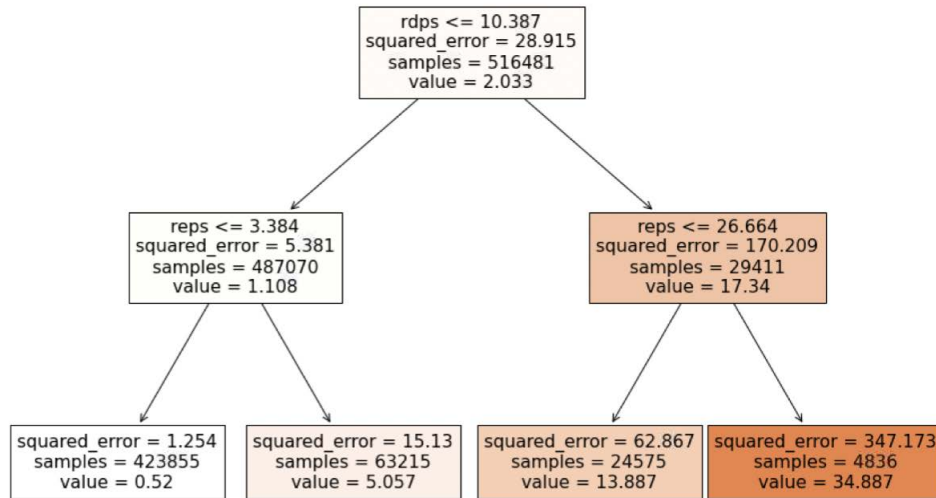 rdps <= 10.387
squared_error = 28.915
samples = 516481
value = 2.033
reps <= 3.384
squared_error = 5.381
samples = 487070
value = 1.108
reps <= 26.664
squared_error = 170.209
samples = 29411
value = 17.34
squared_error = 1.254
samples = 423855
value = 0.52
squared_error = 15.13
samples = 63215
value = 5.057
squared_error = 62.867
samples = 24575
value = 13.887
squared_error = 347.173
samples = 4836
value = 34.887